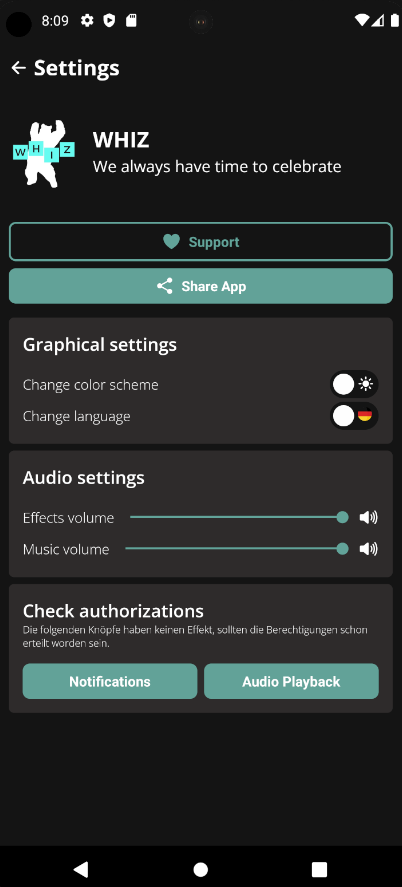 8:09
Settings
W H I Z
WHIZ
We always have time to celebrate
Support
Share App
Graphical settings
Change color scheme
Change language
Audio settings
Effects volume
Music volume
Check authorizations
Die folgenden Knöpfe haben keinen Effekt, sollten die Berechtigungen schon
erteilt worden sein.
Notifications
Audio Playback